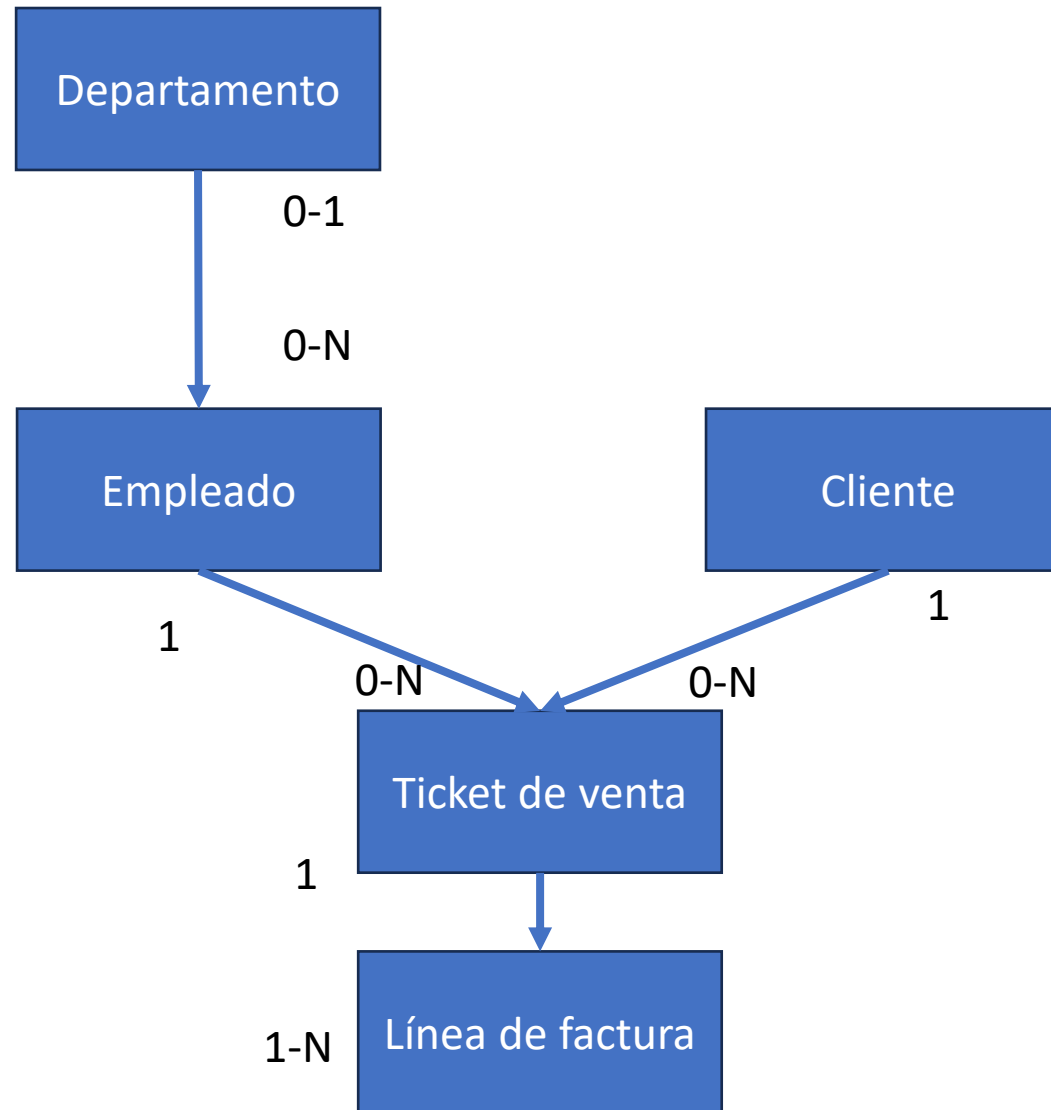 Departamento
0-1
0-N
Empleado
Cliente
1
1
0-N
0-N
Ticket de venta
1
Línea de factura
1-N